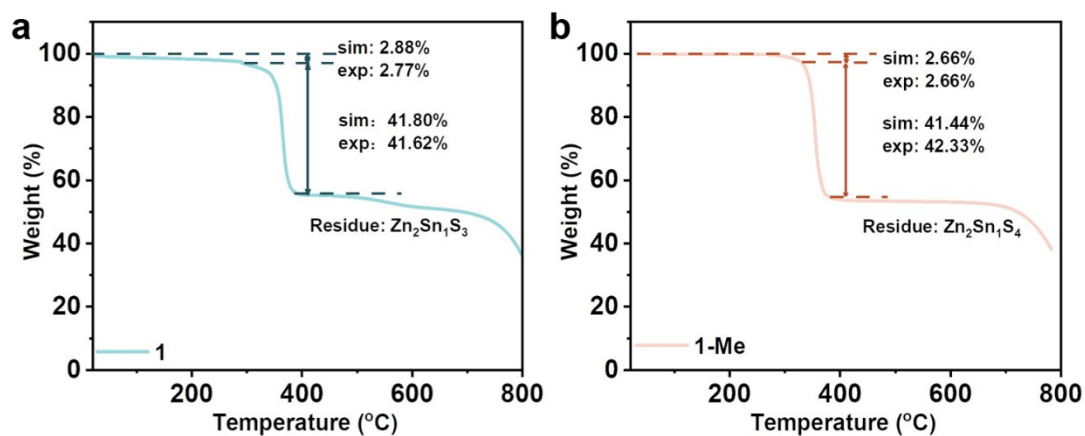 a
100
80
60
40
20
0
Weight (%)
sim: 2.88%
exp: 2.77%
sim: 41.80%
exp: 41.62%
Residue: Zn₂Sn₁S₃
1
200
400
600
800
Temperature (°C)
b
100
80
60
40
20
0
Weight (%)
sim: 2.66%
exp: 2.66%
sim: 41.44%
exp: 42.33%
Residue: Zn₂Sn₁S₄
1-Me
200
400
600
800
Temperature (°C)